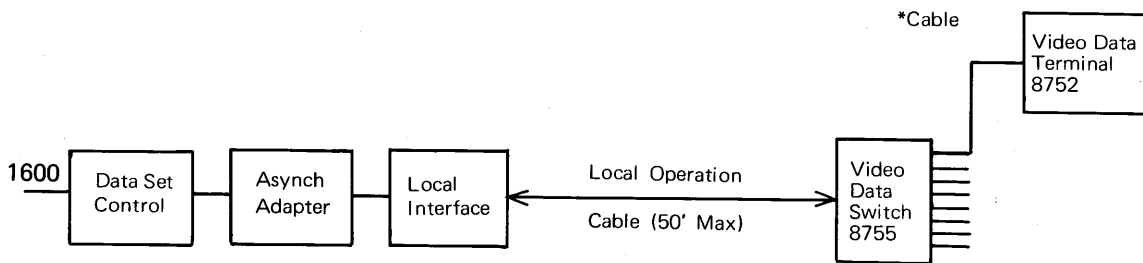 *Cable
Video Data
Terminal
8752
1600
Data Set
Control
Asynch
Adapter
Local
Interface
Local Operation
Cable (50' Max)
Video
Data
Switch
8755